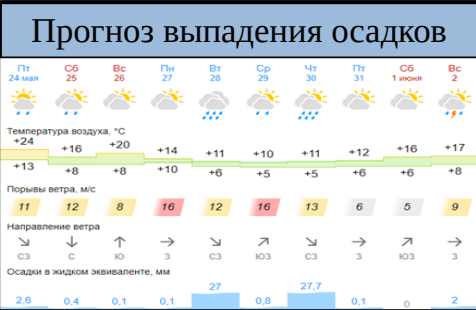 Прогноз выпадения осадков
Пт Сб Вс Пн Вт Ср Чт Пт Сб Вс
24 мая 25 26 27 28 29 30 31 1 июня 2
Температура воздуха, °C
+24 +16 +20 +14 +11 +10 +11 +12 +16 +17
+13 +8 +8 +10 +6 +5 +5 +6 +6 +8
Порывы ветра, м/с
11 12 8 16 12 16 13 6 5 9
Направление ветра
СЗ С Ю З СЗ ЮЗ СЗ З ЮЗ З
Осадки в жидком эквиваленте, мм
2,6 0,4 0,1 0,1 27 0,8 27,7 0,1 0 2